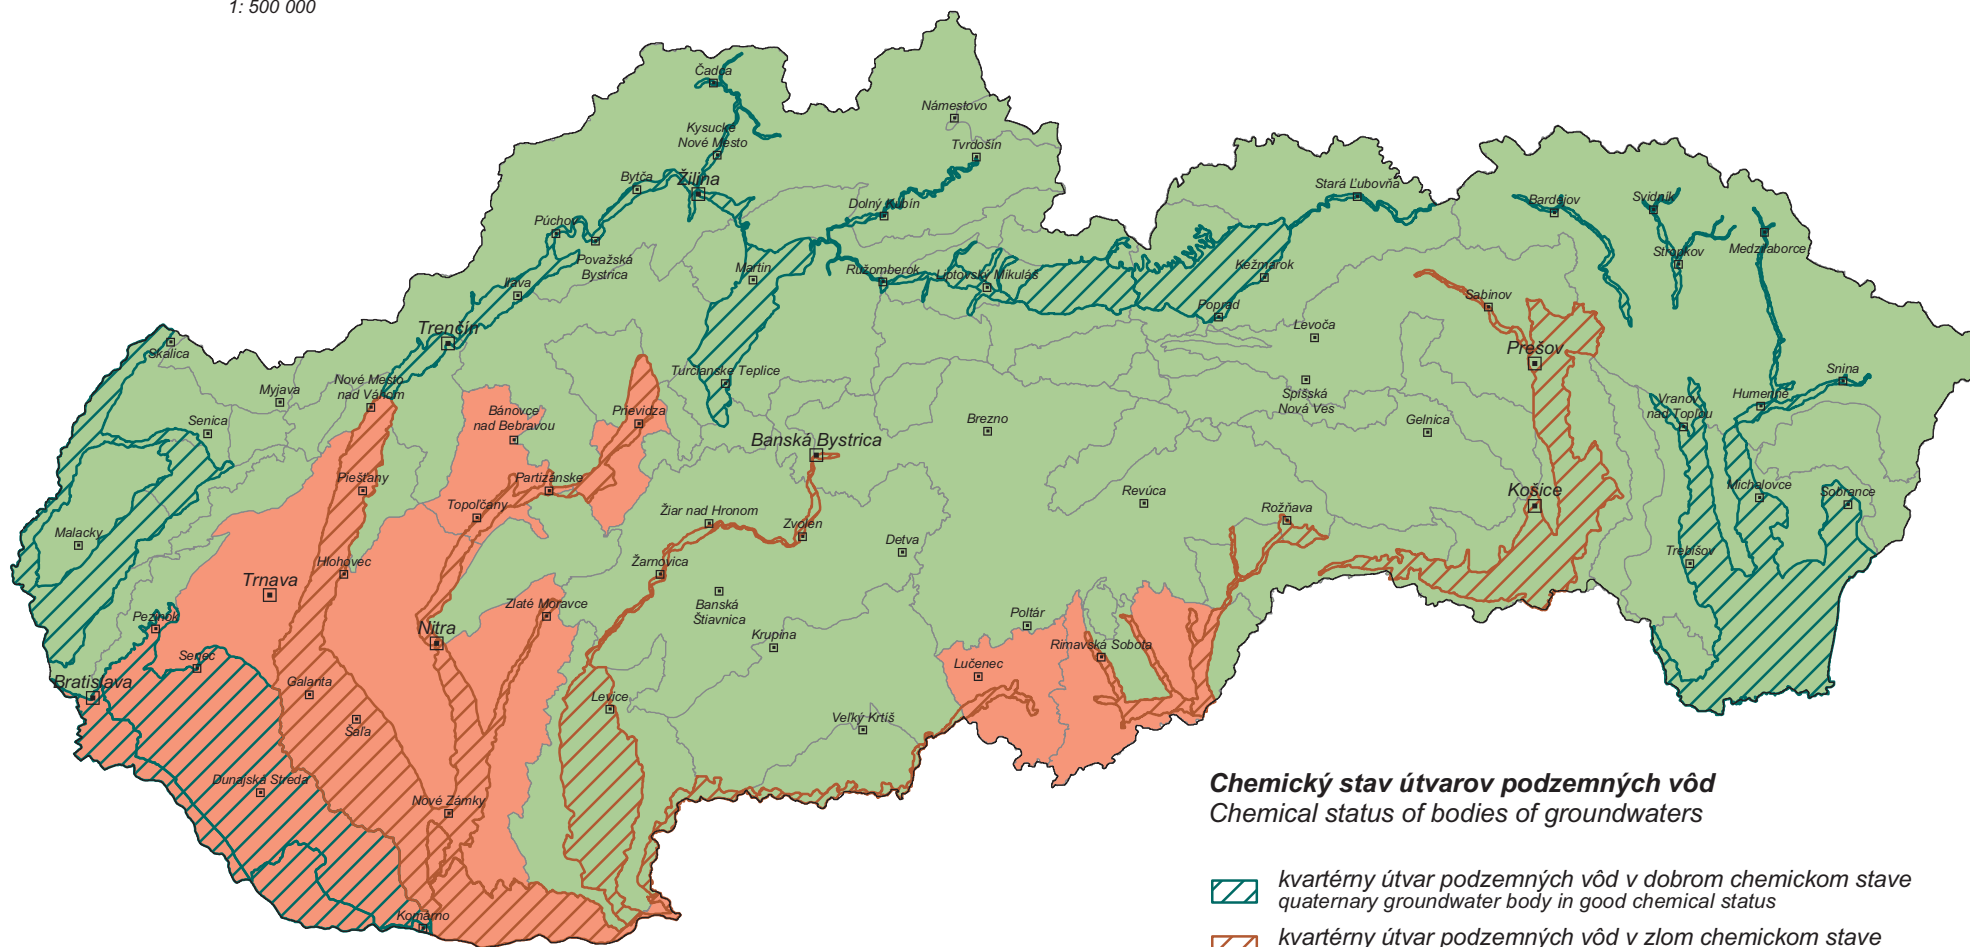 1: 500 000
Čadca
Námestovo
Kysucké
Nové Mesto
Tvrdošín
Bytča
Žilina
Stará Ľubovňa
Bardejov
Svidník
Dolný Kubín
Púchov
Považská
Bystrica
Stropkov
Medzilaborce
Martin
Ružomberok
Liptovský Mikuláš
Kežmarok
Ilava
Poprad
Sabinov
Trenčín
Levoča
Prešov
Skalica
Turčianske Teplice
Spišská
Nová Ves
Snina
Myjava
Nové Mesto
nad Váhom
Vranov
nad Topľou
Humenné
Senica
Bánovce
nad Bebravou
Prievidza
Brezno
Gelnica
Banská Bystrica
Piešťany
Partizánske
Revúca
Košice
Michalovce
Sobrance
Topoľčany
Žiar nad Hronom
Zvolen
Rožňava
Malacky
Detva
Trebišov
Hlohovec
Žarnovica
Trnava
Banská
Štiavnica
Zlaté Moravce
Pezinok
Nitra
Krupina
Poltár
Rimavská Sobota
Senec
Lučenec
Bratislava
Galanta
Levice
Šaľa
Veľký Krtíš
Dunajská Streda
Nové Zámky
Komárno
Chemický stav útvarov podzemných vôd
Chemical status of bodies of groundwaters
kvartérny útvar podzemných vôd v dobrom chemickom stave
quaternary groundwater body in good chemical status
kvartérny útvar podzemných vôd v zlom chemickom stave